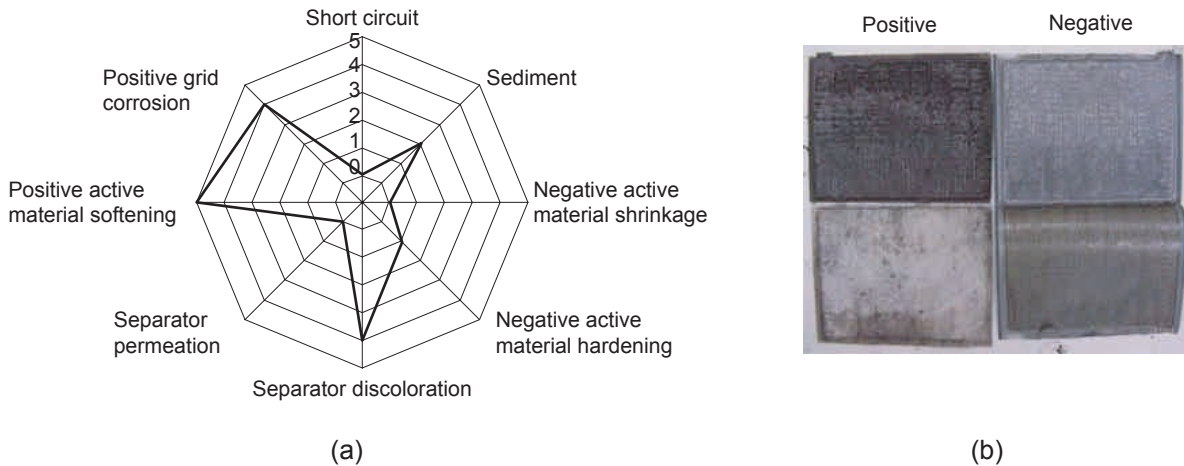 Short circuit
5
4
3
2
1
0
Sediment
Negative active
material shrinkage
Negative active
material hardening
Separator discoloration
Separator
permeation
Positive active
material softening
Positive grid
corrosion
(a)
Positive
Negative
(b)